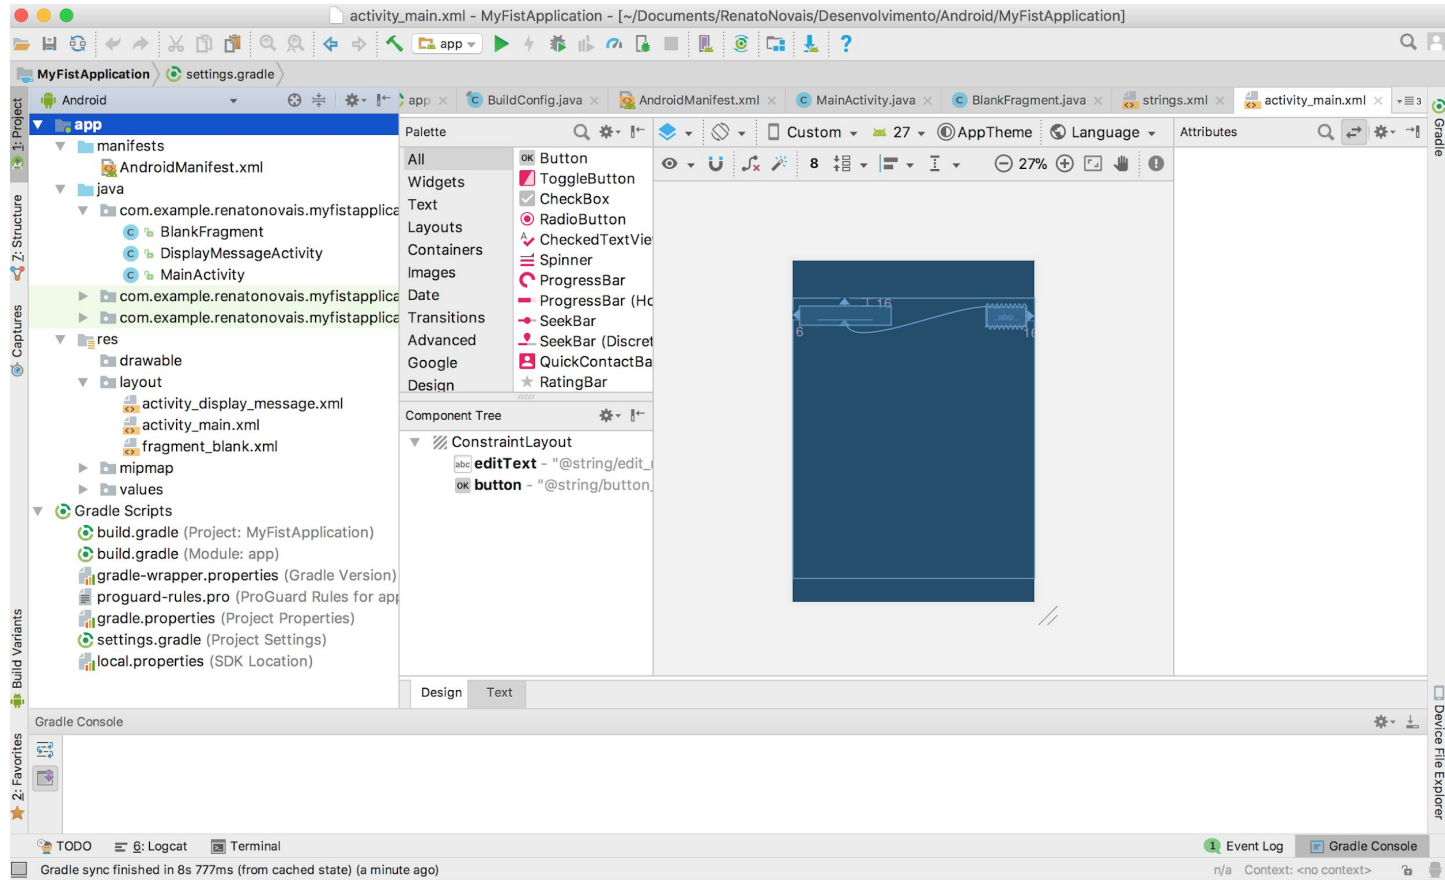 activity_main.xml - MyFistApplication - [~/Documents/RenatoNovais/Desenvolvimento/Android/MyFistApplication]
app
MyFistApplication
settings.gradle
Android
app
BuildConfig.java
AndroidManifest.xml
MainActivity.java
BlankFragment.java
strings.xml
activity_main.xml
3
1: Project
7: Structure
Captures
Build Variants
2: Favorites
app
manifests
AndroidManifest.xml
java
com.example.renatonovais.myfistapplica
BlankFragment
DisplayMessageActivity
MainActivity
com.example.renatonovais.myfistapplica
com.example.renatonovais.myfistapplica
res
drawable
layout
activity_display_message.xml
activity_main.xml
fragment_blank.xml
mipmap
values
Gradle Scripts
build.gradle (Project: MyFistApplication)
build.gradle (Module: app)
gradle-wrapper.properties (Gradle Version)
proguard-rules.pro (ProGuard Rules for app
gradle.properties (Project Properties)
settings.gradle (Project Settings)
local.properties (SDK Location)
Palette
All
Widgets
Text
Layouts
Containers
Images
Date
Transitions
Advanced
Google
Design
OK Button
ToggleButton
CheckBox
RadioButton
CheckedTextVie
Spinner
ProgressBar
ProgressBar (Ho
SeekBar
SeekBar (Discret
QuickContactBa
RatingBar
Component Tree
ConstraintLayout
abc editText - "@string/edit_
OK button - "@string/button_
Custom
27
AppTheme
Language
8
27%
16
SEND
6
16
Attributes
Gradle
Device File Explorer
Design
Text
Gradle Console
TODO
6: Logcat
Terminal
1 Event Log
Gradle Console
Gradle sync finished in 8s 777ms (from cached state) (a minute ago)
n/a Context: <no context>